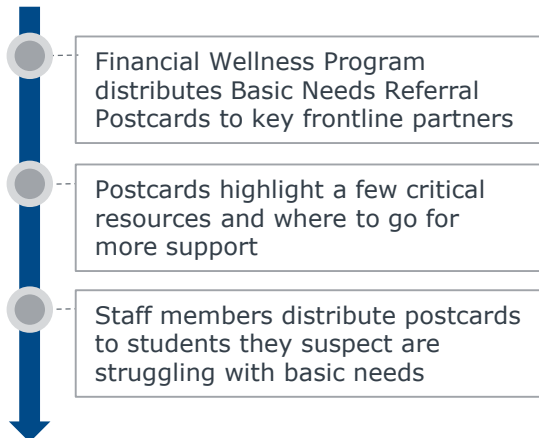 Financial Wellness Program
distributes Basic Needs Referral
Postcards to key frontline partners
Postcards highlight a few critical
resources and where to go for
more support
Staff members distribute postcards
to students they suspect are
struggling with basic needs